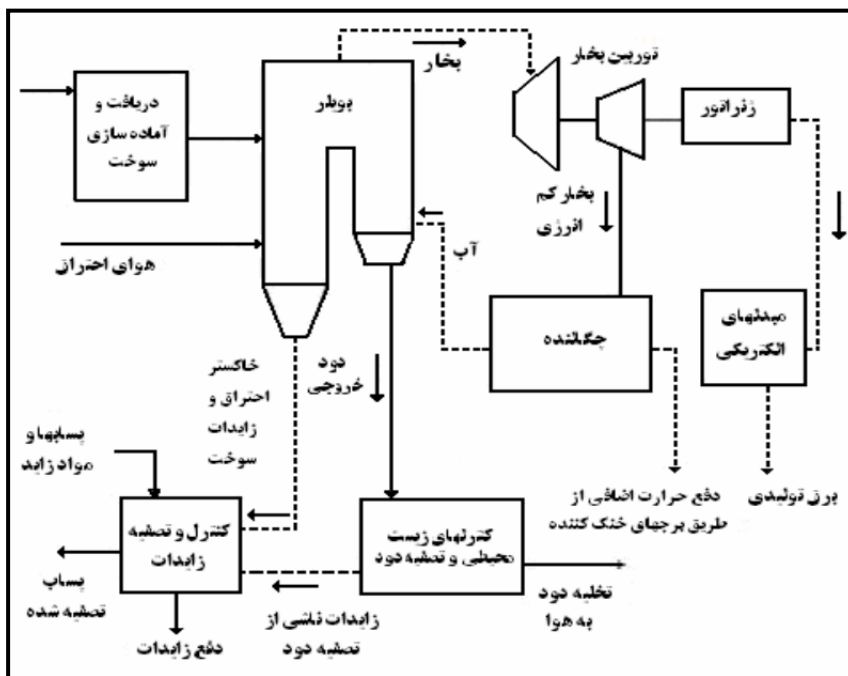 بخار
توربین بخار
دریافت و
آماده سازی
سوخت
بویلر
ژنراتور
بخار کم
انرژی
آب
هوای احتراق
چگالنده
مبدلهای
الکتریکی
خاکستر
احتراق و
زایدات
سوخت
دود
خروجی
پسابها و
مواد زاید
دفع حرارت اضافی از
طریق برجهای خنک کننده
برق تولیدی
کنترل و تصفیه
زایدات
کنترلهای زیست
محیطی و تصفیه دود
پساب
تصفیه شده
زایدات ناشی از
تصفیه دود
تخلیه دود
به هوا
دفع زایدات